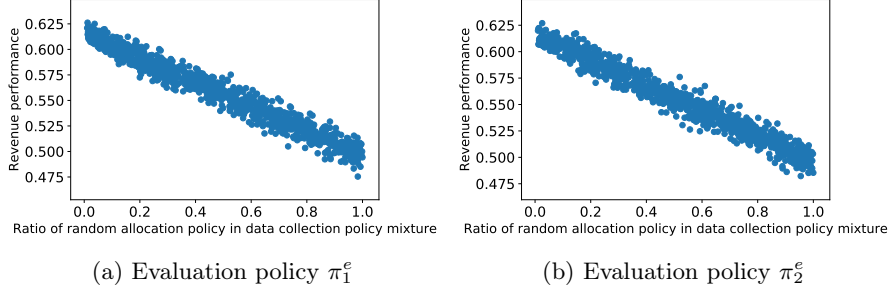 Revenue performance
0.625
0.600
0.575
0.550
0.525
0.500
0.475
0.0 0.2 0.4 0.6 0.8 1.0
Ratio of random allocation policy in data collection policy mixture
(a) Evaluation policy π₁ᵉ
Revenue performance
0.625
0.600
0.575
0.550
0.525
0.500
0.475
0.0 0.2 0.4 0.6 0.8 1.0
Ratio of random allocation policy in data collection policy mixture
(b) Evaluation policy π₂ᵉ